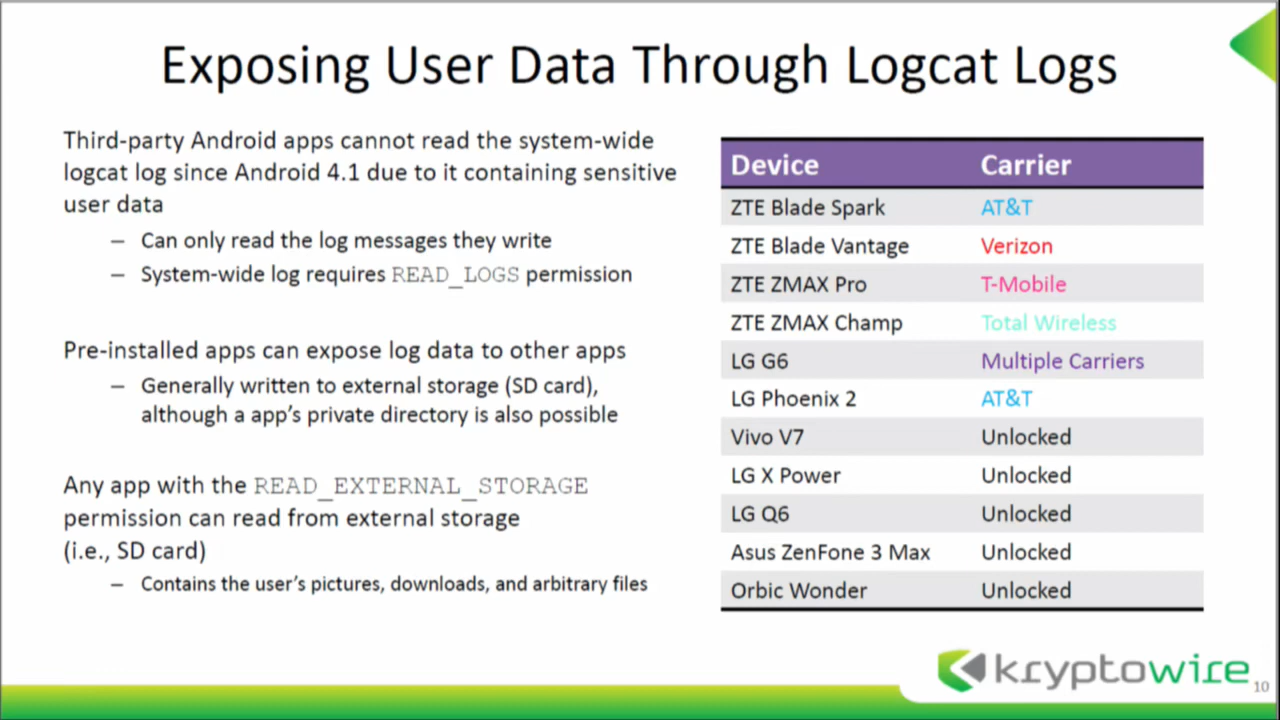 Exposing User Data Through Logcat Logs
Third-party Android apps cannot read the system-wide
logcat log since Android 4.1 due to it containing sensitive
user data
– Can only read the log messages they write
– System-wide log requires READ_LOGS permission
Pre-installed apps can expose log data to other apps
– Generally written to external storage (SD card),
although a app's private directory is also possible
Any app with the READ_EXTERNAL_STORAGE
permission can read from external storage
(i.e., SD card)
– Contains the user's pictures, downloads, and arbitrary files
Device Carrier
ZTE Blade Spark AT&T
ZTE Blade Vantage Verizon
ZTE ZMAX Pro T-Mobile
ZTE ZMAX Champ Total Wireless
LG G6 Multiple Carriers
LG Phoenix 2 AT&T
Vivo V7 Unlocked
LG X Power Unlocked
LG Q6 Unlocked
Asus ZenFone 3 Max Unlocked
Orbic Wonder Unlocked
kryptowire
10